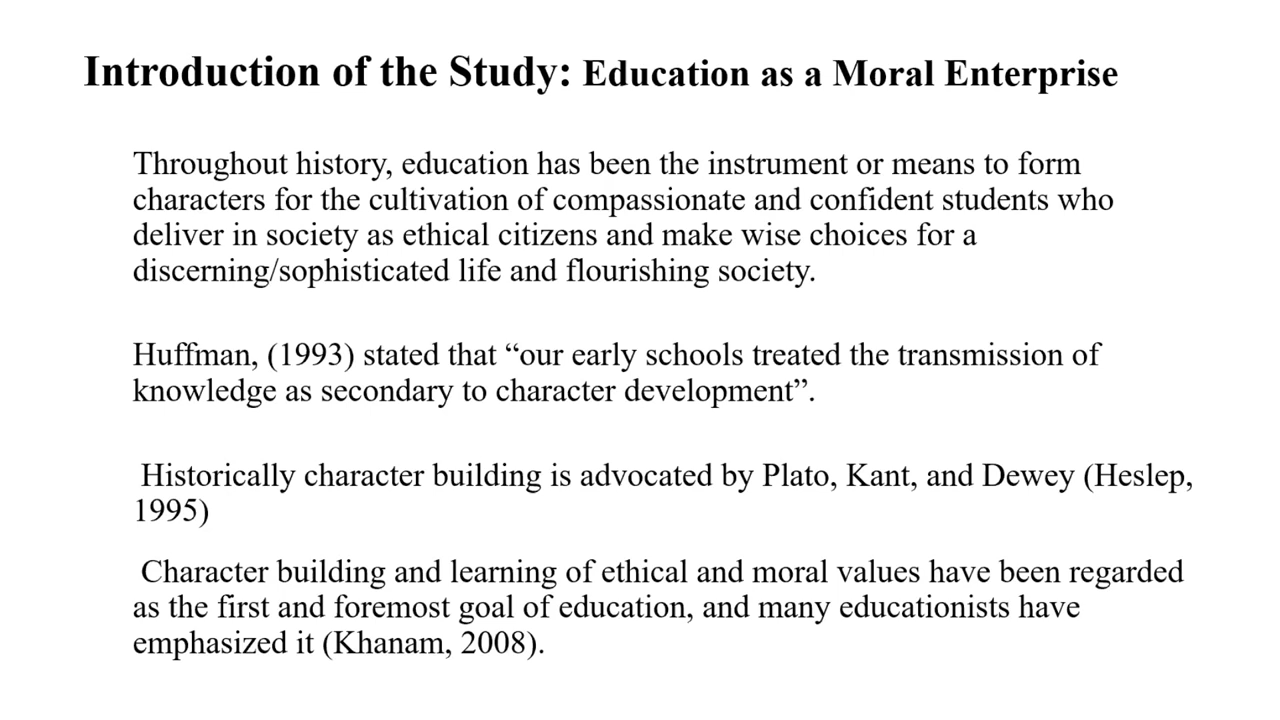 Introduction of the Study: Education as a Moral Enterprise
Throughout history, education has been the instrument or means to form
characters for the cultivation of compassionate and confident students who
deliver in society as ethical citizens and make wise choices for a
discerning/sophisticated life and flourishing society.
Huffman, (1993) stated that “our early schools treated the transmission of
knowledge as secondary to character development”.
Historically character building is advocated by Plato, Kant, and Dewey (Heslep,
1995)
Character building and learning of ethical and moral values have been regarded
as the first and foremost goal of education, and many educationists have
emphasized it (Khanam, 2008).